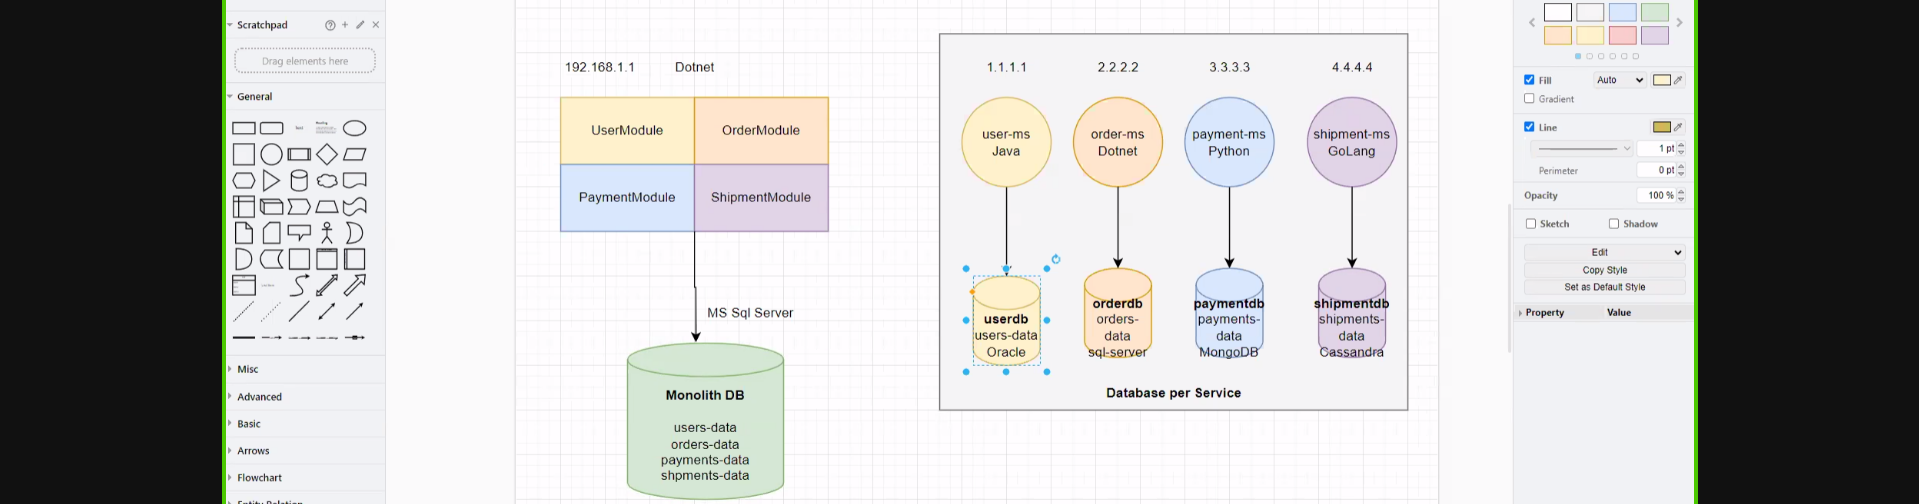 Scratchpad
Drag elements here
General
Misc
Advanced
Basic
Arrows
Flowchart
192.168.1.1 Dotnet
UserModule OrderModule
PaymentModule ShipmentModule
MS Sql Server
Monolith DB
users-data
orders-data
payments-data
shpments-data
1.1.1.1 2.2.2.2 3.3.3.3 4.4.4.4
user-ms order-ms payment-ms shipment-ms
Java Dotnet Python GoLang
userdb
users-data
Oracle
orderdb
orders-
data
sql-server
paymentdb
payments-
data
MongoDB
shipmentdb
shipments-
data
Cassandra
Database per Service
Fill Auto
Gradient
Line
1 pt
Perimeter 0 pt
Opacity 100 %
Sketch Shadow
Edit
Copy Style
Set as Default Style
Property Value